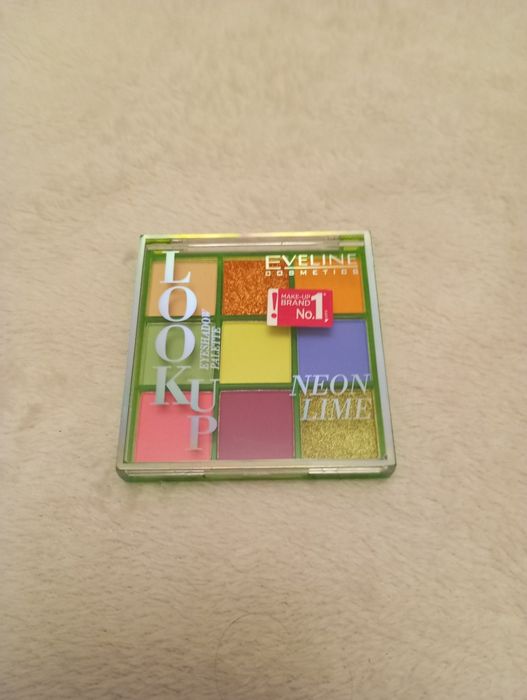 LOOK UP
EYESHADOW
PALETTE
EVELINE
COSMETICS
MAKE-UP
BRAND
No.1
NEON
LIME